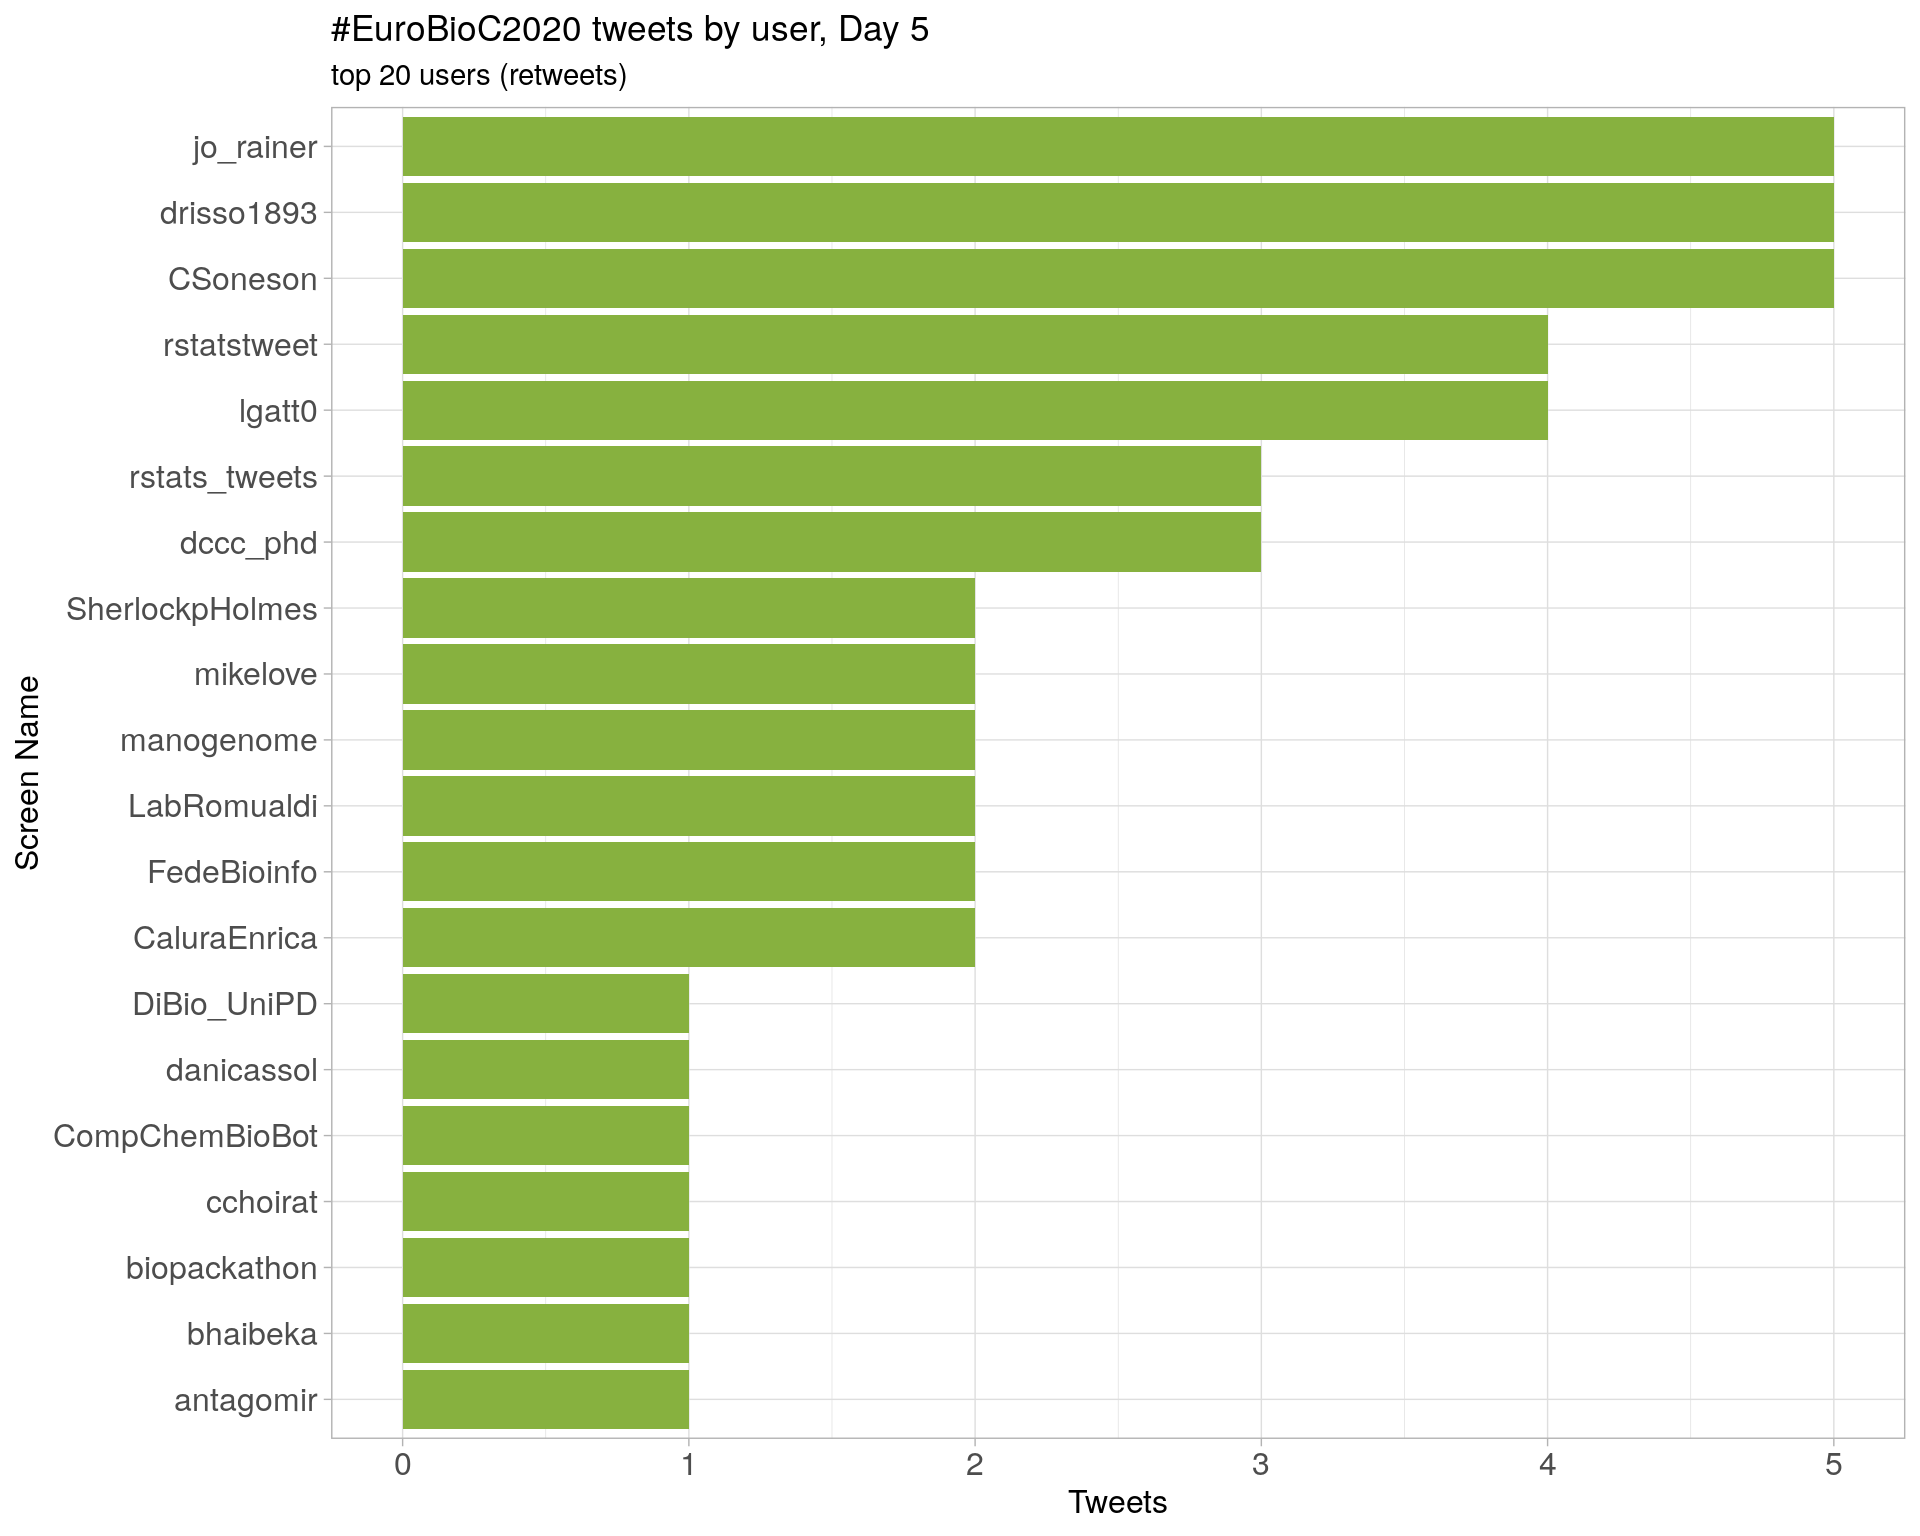 #EuroBioC2020 tweets by user, Day 5
top 20 users (retweets)
jo_rainer
drisso1893
CSoneson
rstatstweet
lgatt0
rstats_tweets
dccc_phd
SherlockpHolmes
mikelove
manogenome
LabRomualdi
FedeBioinfo
CaluraEnrica
DiBio_UniPD
danicassol
CompChemBioBot
cchoirat
biopackathon
bhaibeka
antagomir
Screen Name
0 1 2 3 4 5
Tweets